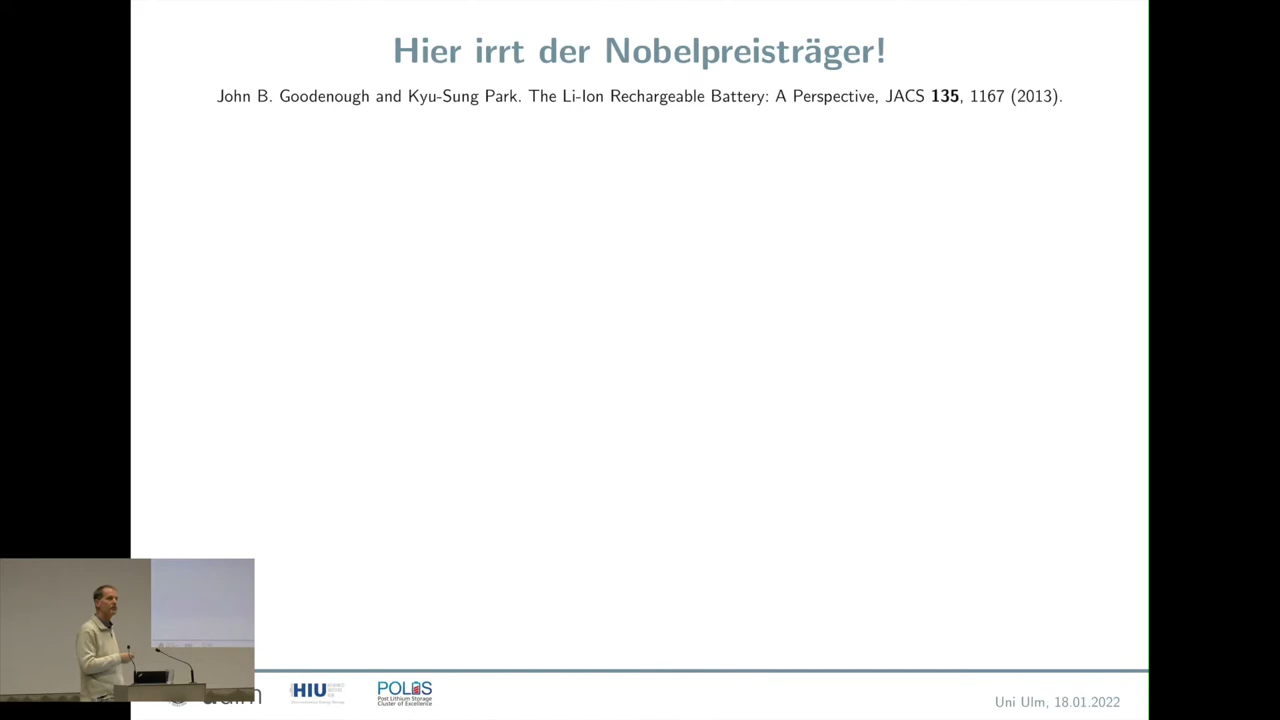 Hier irrt der Nobelpreisträger!
John B. Goodenough and Kyu-Sung Park. The Li-Ion Rechargeable Battery: A Perspective, JACS 135, 1167 (2013).
HIU
POLiS
Post Lithium Storage
Cluster of Excellence
Uni Ulm, 18.01.2022